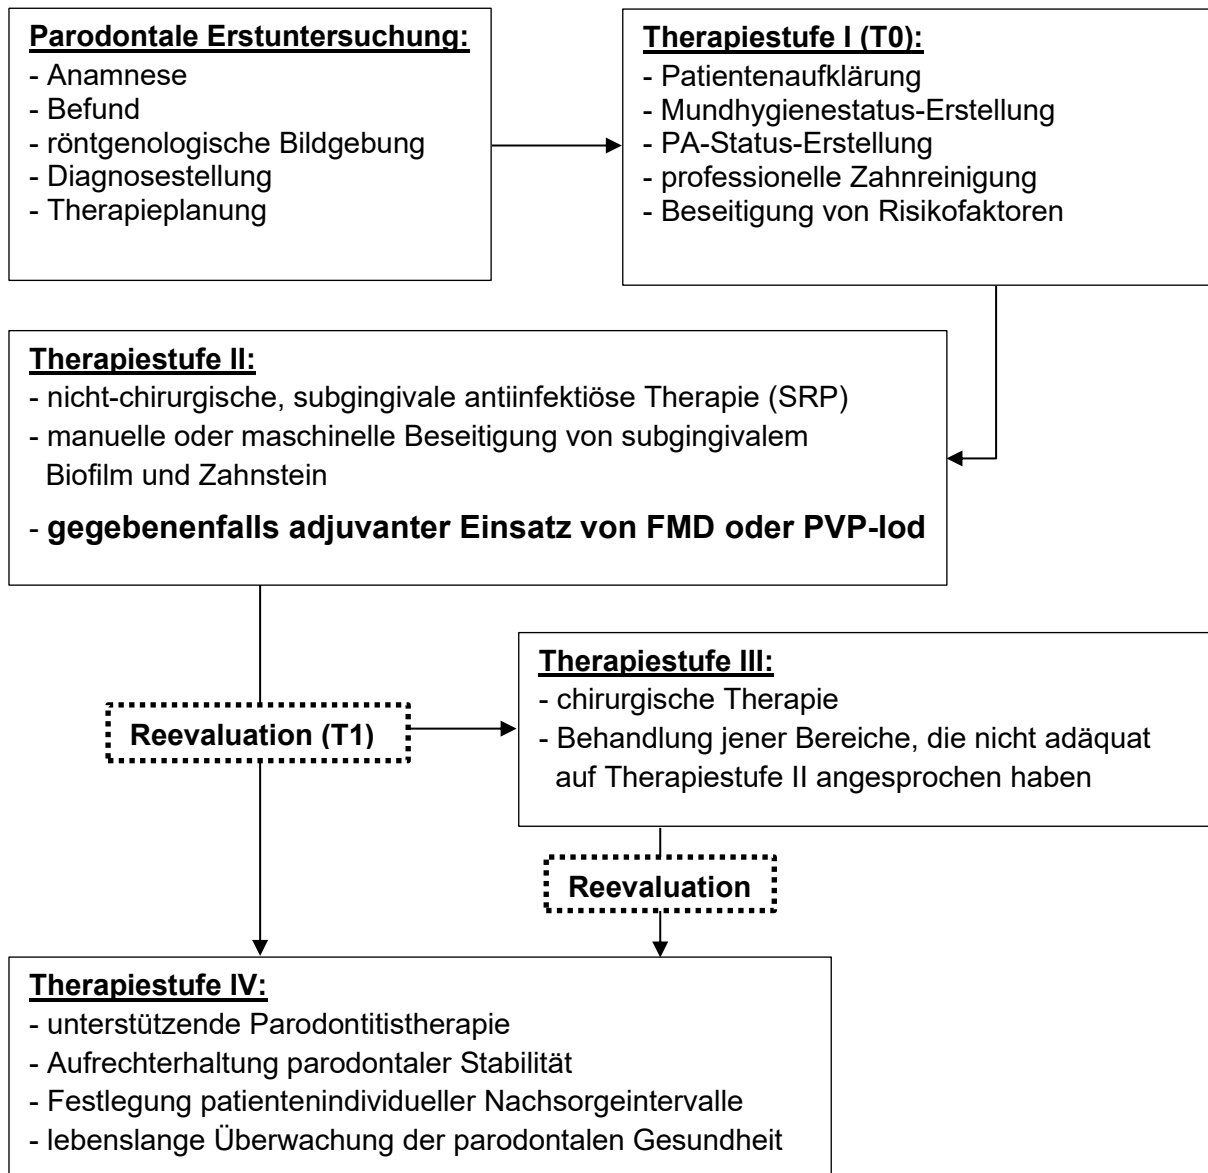 Parodontale Erstuntersuchung:
- Anamnese
- Befund
- röntgenologische Bildgebung
- Diagnosestellung
- Therapieplanung
Therapiestufe I (T0):
- Patientenaufklärung
- Mundhygienestatus-Erstellung
- PA-Status-Erstellung
- professionelle Zahnreinigung
- Beseitigung von Risikofaktoren
Therapiestufe II:
- nicht-chirurgische, subgingivale antiinfektiöse Therapie (SRP)
- manuelle oder maschinelle Beseitigung von subgingivalem
Biofilm und Zahnstein
- gegebenenfalls adjuvanter Einsatz von FMD oder PVP-Iod
Reevaluation (T1)
Therapiestufe III:
- chirurgische Therapie
- Behandlung jener Bereiche, die nicht adäquat
auf Therapiestufe II angesprochen haben
Reevaluation
Therapiestufe IV:
- unterstützende Parodontitistherapie
- Aufrechterhaltung parodontaler Stabilität
- Festlegung patientenindividueller Nachsorgeintervalle
- lebenslange Überwachung der parodontalen Gesundheit